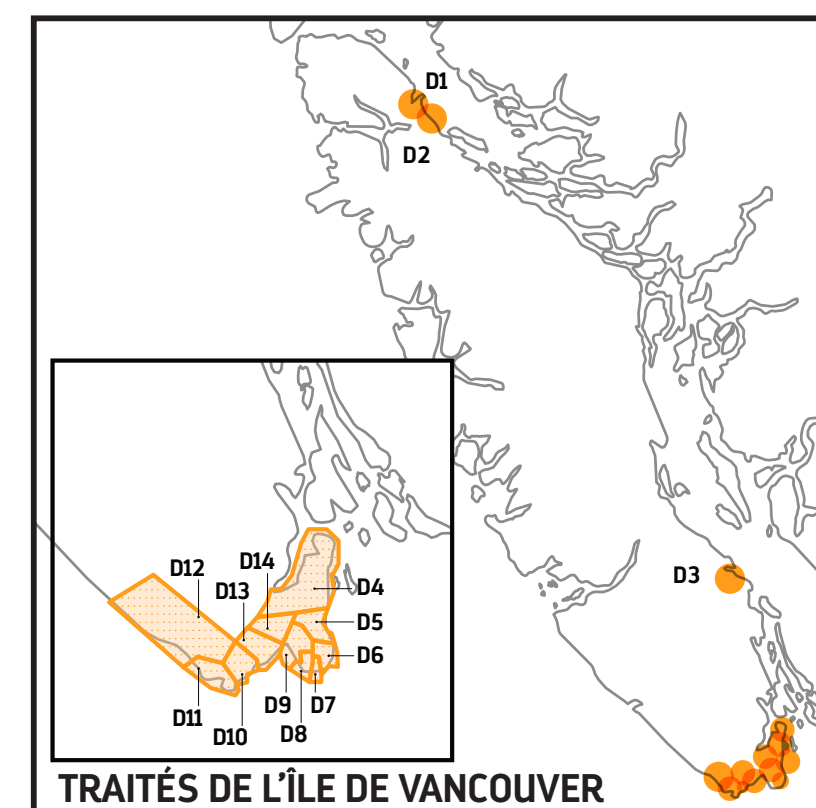 D1
D2
D3
D12
D14
D13
D4
D5
D6
D11
D10
D9
D7
D8
TRAITÉS DE L'ÎLE DE VANCOUVER